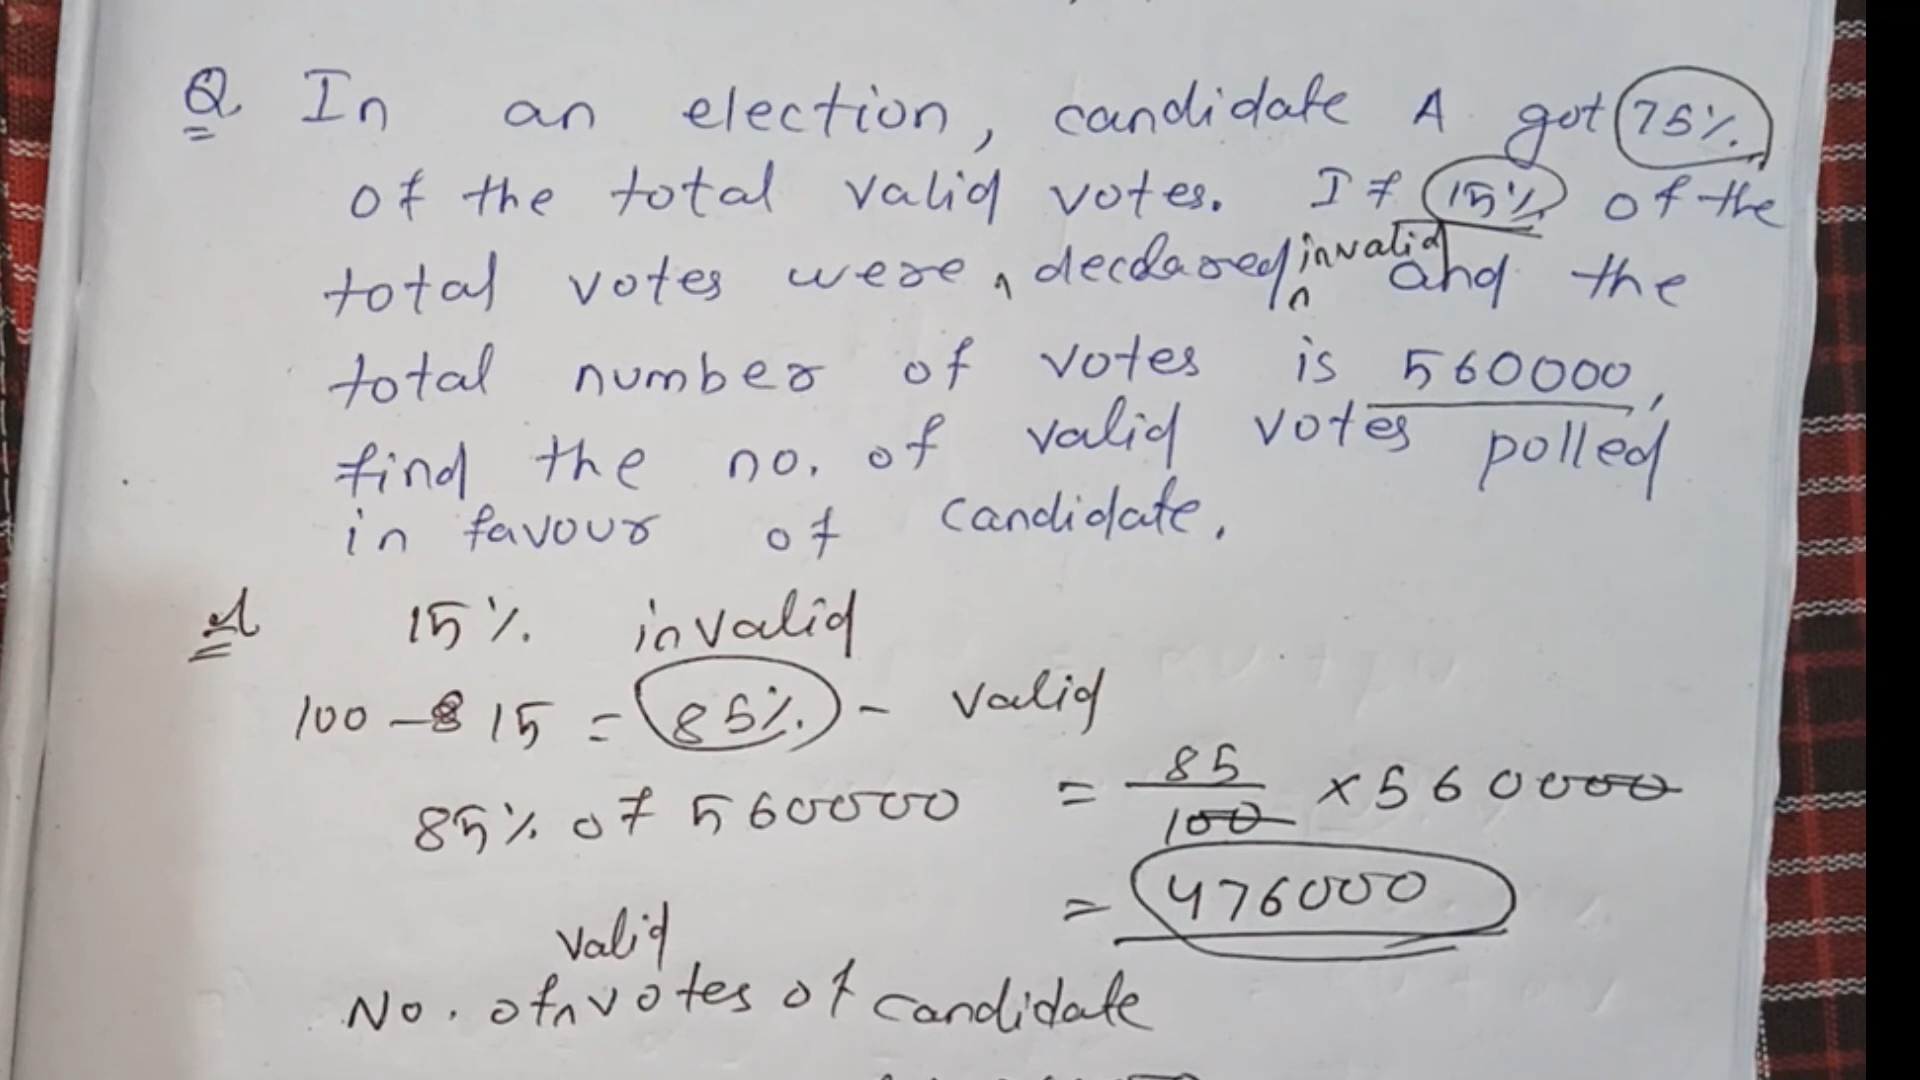 Q In an election, candidate A got 75%
of the total valid votes. If 15% of the
total votes were decdared invalid and the
total number of votes is 560000,
find the no. of valid votes polled
in favour of candidate.
15% invalid
100 - 15 = 85% - valid
85% of 560000 = 85/100 × 560000
= 476000
No. of valid votes of candidate